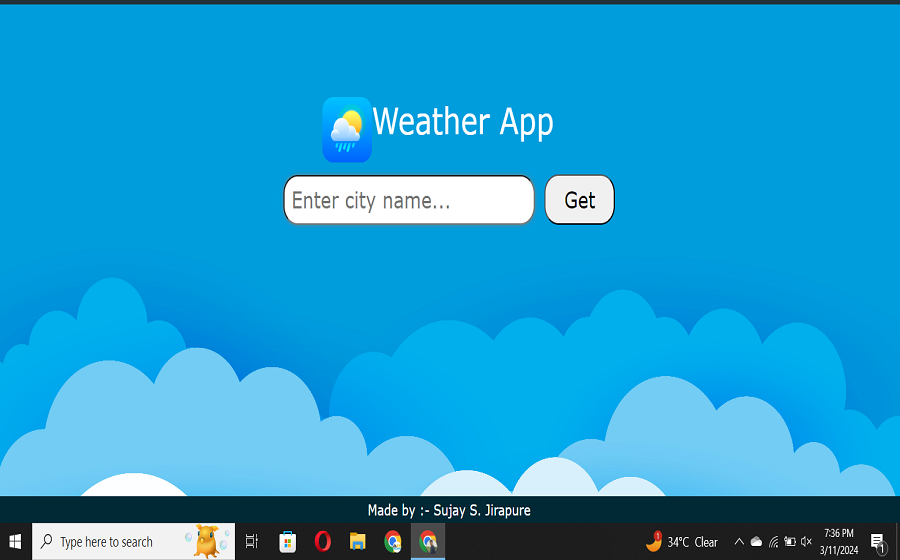 Weather App
Enter city name...
Get
Made by :- Sujay S. Jirapure
Type here to search
34°C Clear
7:36 PM
3/11/2024
1